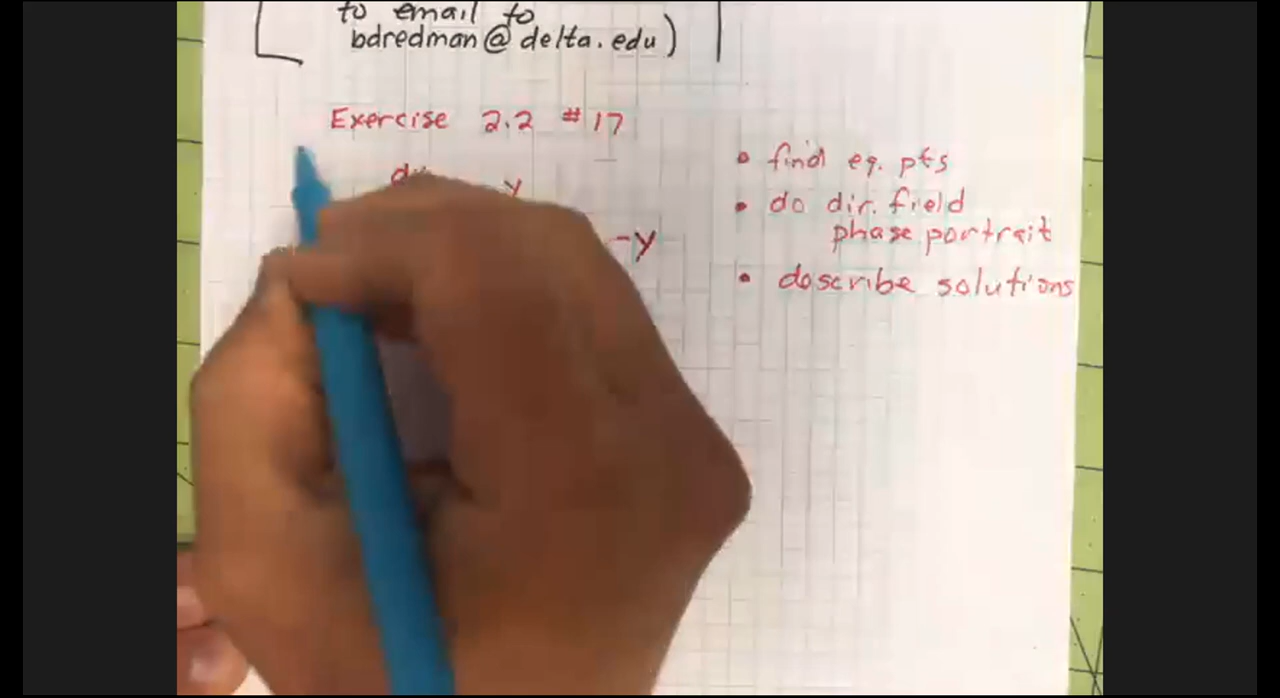 to email to
bdredman@delta.edu)
Exercise 2.2 #17
y
-y
• find eq. pts
• do dir. field
phase portrait
• describe solutions